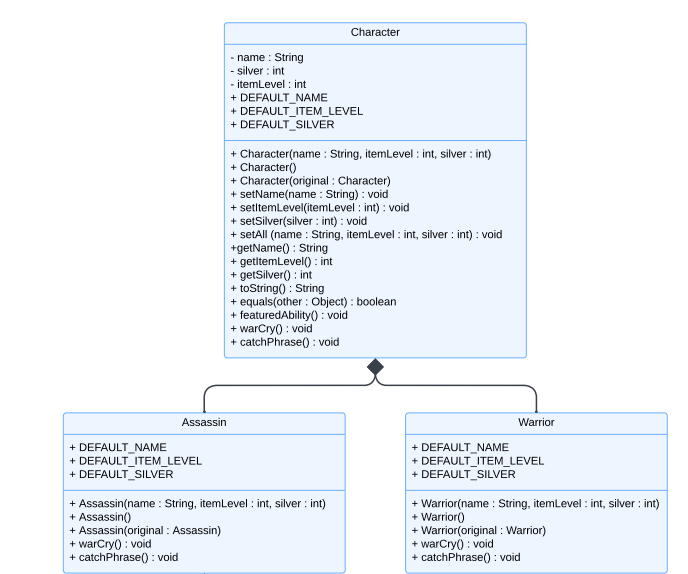 Character
- name : String
- silver : int
- itemLevel : int
+ DEFAULT_NAME
+ DEFAULT_ITEM_LEVEL
+ DEFAULT_SILVER
+ Character(name : String, itemLevel : int, silver : int)
+ Character()
+ Character(original : Character)
+ setName(name : String) : void
+ setItemLevel(itemLevel : int) : void
+ setSilver(silver : int) : void
+ setAll (name : String, itemLevel : int, silver : int) : void
+getName() : String
+ getItemLevel() : int
+ getSilver() : int
+ toString() : String
+ equals(other : Object) : boolean
+ featuredAbility() : void
+ warCry() : void
+ catchPhrase() : void
Assassin
+ DEFAULT_NAME
+ DEFAULT_ITEM_LEVEL
+ DEFAULT_SILVER
+ Assassin(name : String, itemLevel : int, silver : int)
+ Assassin()
+ Assassin(original : Assassin)
+ warCry() : void
+ catchPhrase() : void
Warrior
+ DEFAULT_NAME
+ DEFAULT_ITEM_LEVEL
+ DEFAULT_SILVER
+ Warrior(name : String, itemLevel : int, silver : int)
+ Warrior()
+ Warrior(original : Warrior)
+ warCry() : void
+ catchPhrase() : void